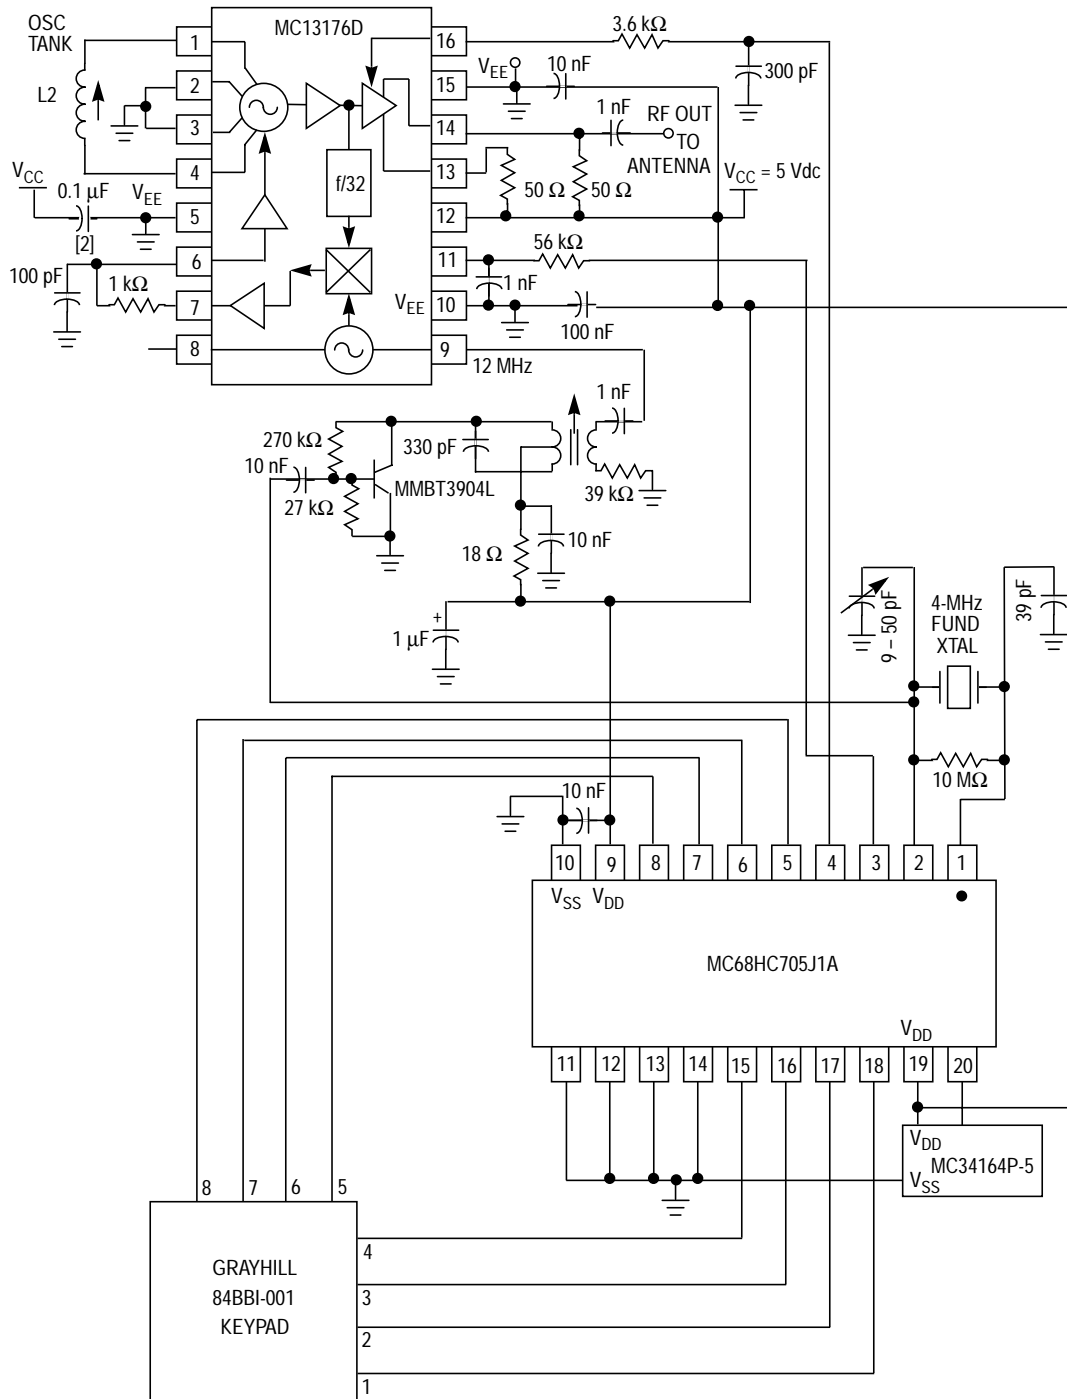 OSC
TANK
MC13176D
3.6 kΩ
1
16
L2
2
VEE
10 nF
300 pF
15
3
1 nF
RF OUT
14
TO
ANTENNA
4
13
f/32
50 Ω
50 Ω
VCC = 5 Vdc
VCC
0.1 µF
VEE
5
12
[2]
56 kΩ
6
11
100 pF
1 kΩ
1 nF
7
VEE
10
100 nF
8
9
12 MHz
1 nF
270 kΩ
330 pF
10 nF
MMBT3904L
39 kΩ
27 kΩ
18 Ω
10 nF
9 – 50 pF
4-MHz
FUND
XTAL
39 pF
+
1 µF
10 MΩ
10 nF
10
9
8
7
6
5
4
3
2
1
VSS
VDD
MC68HC705J1A
VDD
11
12
13
14
15
16
17
18
19
20
VDD
MC34164P-5
VSS
8
7
6
5
4
GRAYHILL
84BBI-001
KEYPAD
3
2
1